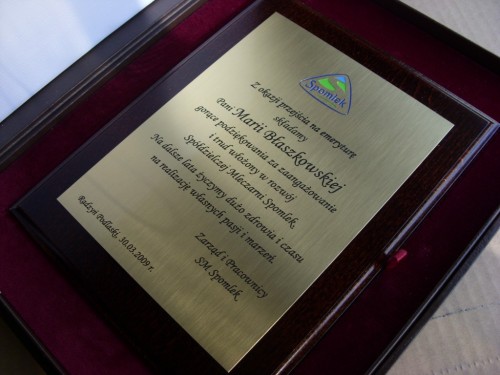 Spomlek
Z okazji przejścia na emeryturę
składamy
Pani Marii Błaszkowskiej
gorące podziękowania za zaangażowanie
i trud włożony w rozwój
Spółdzielczej Mleczarni Spomlek.
Na dalsze lata życzymy dużo zdrowia i czasu
na realizację własnych pasji i marzeń.
Zarząd i Pracownicy
SM Spomlek
Radzyń Podlaski, 30.03.2009 r.